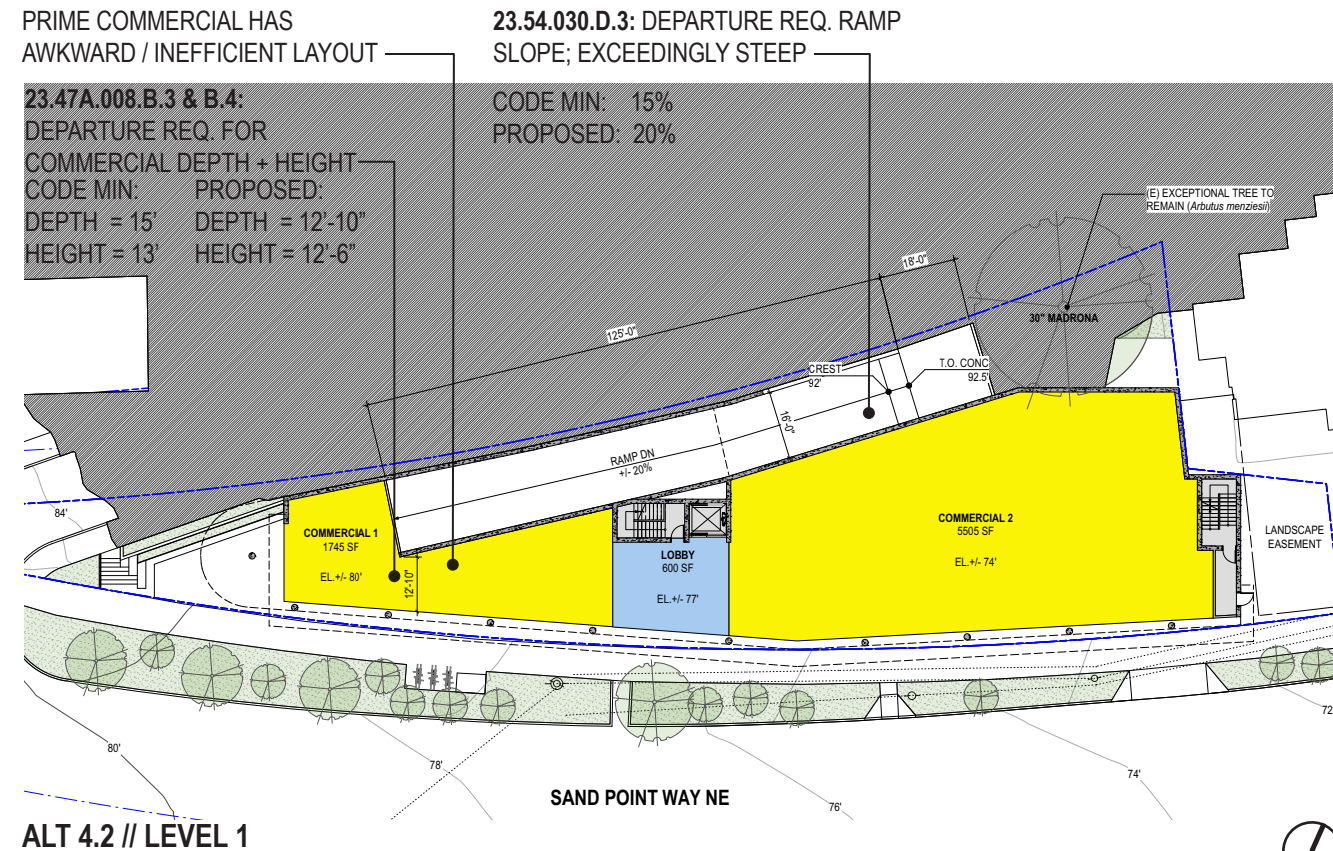 PRIME COMMERCIAL HAS
AWKWARD / INEFFICIENT LAYOUT
23.54.030.D.3: DEPARTURE REQ. RAMP
SLOPE; EXCEEDINGLY STEEP
23.47A.008.B.3 & B.4:
DEPARTURE REQ. FOR
COMMERCIAL DEPTH + HEIGHT
CODE MIN: PROPOSED:
DEPTH = 15' DEPTH = 12'-10"
HEIGHT = 13' HEIGHT = 12'-6"
CODE MIN: 15%
PROPOSED: 20%
(E) EXCEPTIONAL TREE TO
REMAIN (Arbutus menziesii)
18'-0"
125'-0"
30" MADRONA
CREST
92'
T.O. CONC
92.5'
16'-0"
RAMP DN
+/- 20%
84'
COMMERCIAL 1
1745 SF
EL.+/- 80'
12'-10"
LOBBY
600 SF
EL.+/- 77'
COMMERCIAL 2
5505 SF
EL.+/- 74'
LANDSCAPE
EASEMENT
80'
78'
76'
74'
72
SAND POINT WAY NE
ALT 4.2 // LEVEL 1